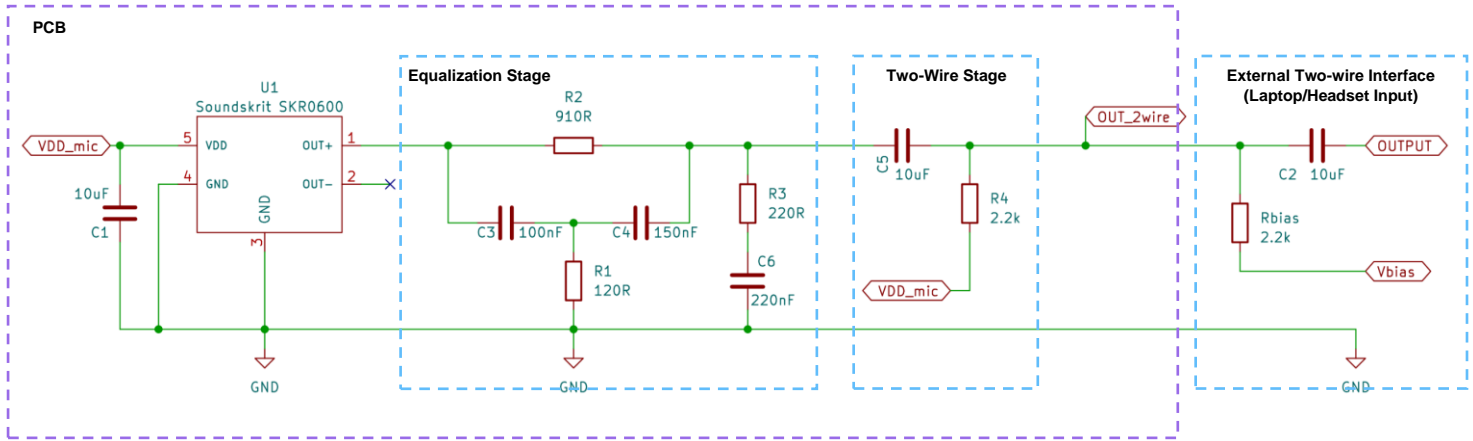 PCB
Equalization Stage
Two-Wire Stage
External Two-wire Interface
(Laptop/Headset Input)
U1
Soundskrit SKR0600
VDD_mic
5
VDD
OUT+
1
4
GND
OUT-
2
GND
3
10uF
C1
GND
R2
910R
C3
100nF
C4
150nF
R1
120R
GND
R3
220R
C6
220nF
C5
10uF
R4
2.2k
VDD_mic
OUT_2wire
C2
10uF
OUTPUT
Rbias
2.2k
Vbias
GND